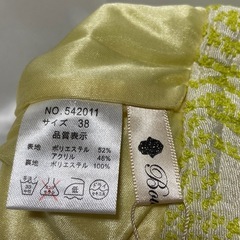 NO. 542011
サイズ 38
品質表示
表地 ポリエステル 52%
アクリル 48%
裏地 ポリエステル 100%